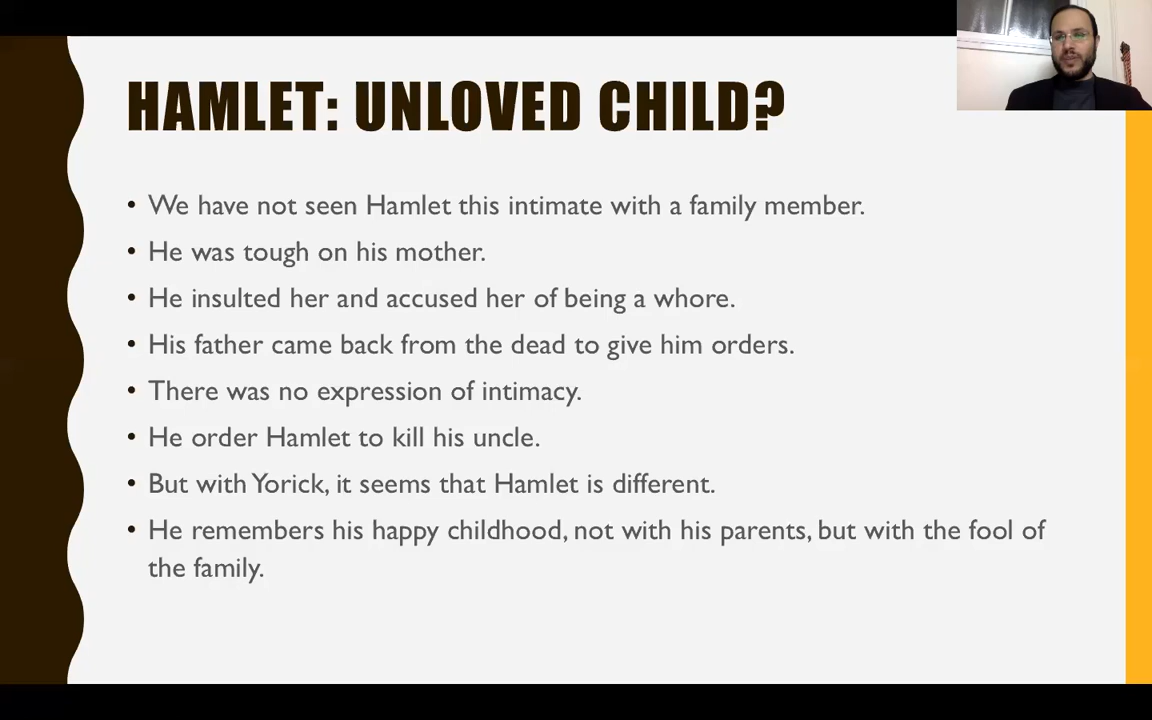 HAMLET: UNLOVED CHILD?
• We have not seen Hamlet this intimate with a family member.
• He was tough on his mother.
• He insulted her and accused her of being a whore.
• His father came back from the dead to give him orders.
• There was no expression of intimacy.
• He order Hamlet to kill his uncle.
• But with Yorick, it seems that Hamlet is different.
• He remembers his happy childhood, not with his parents, but with the fool of
the family.